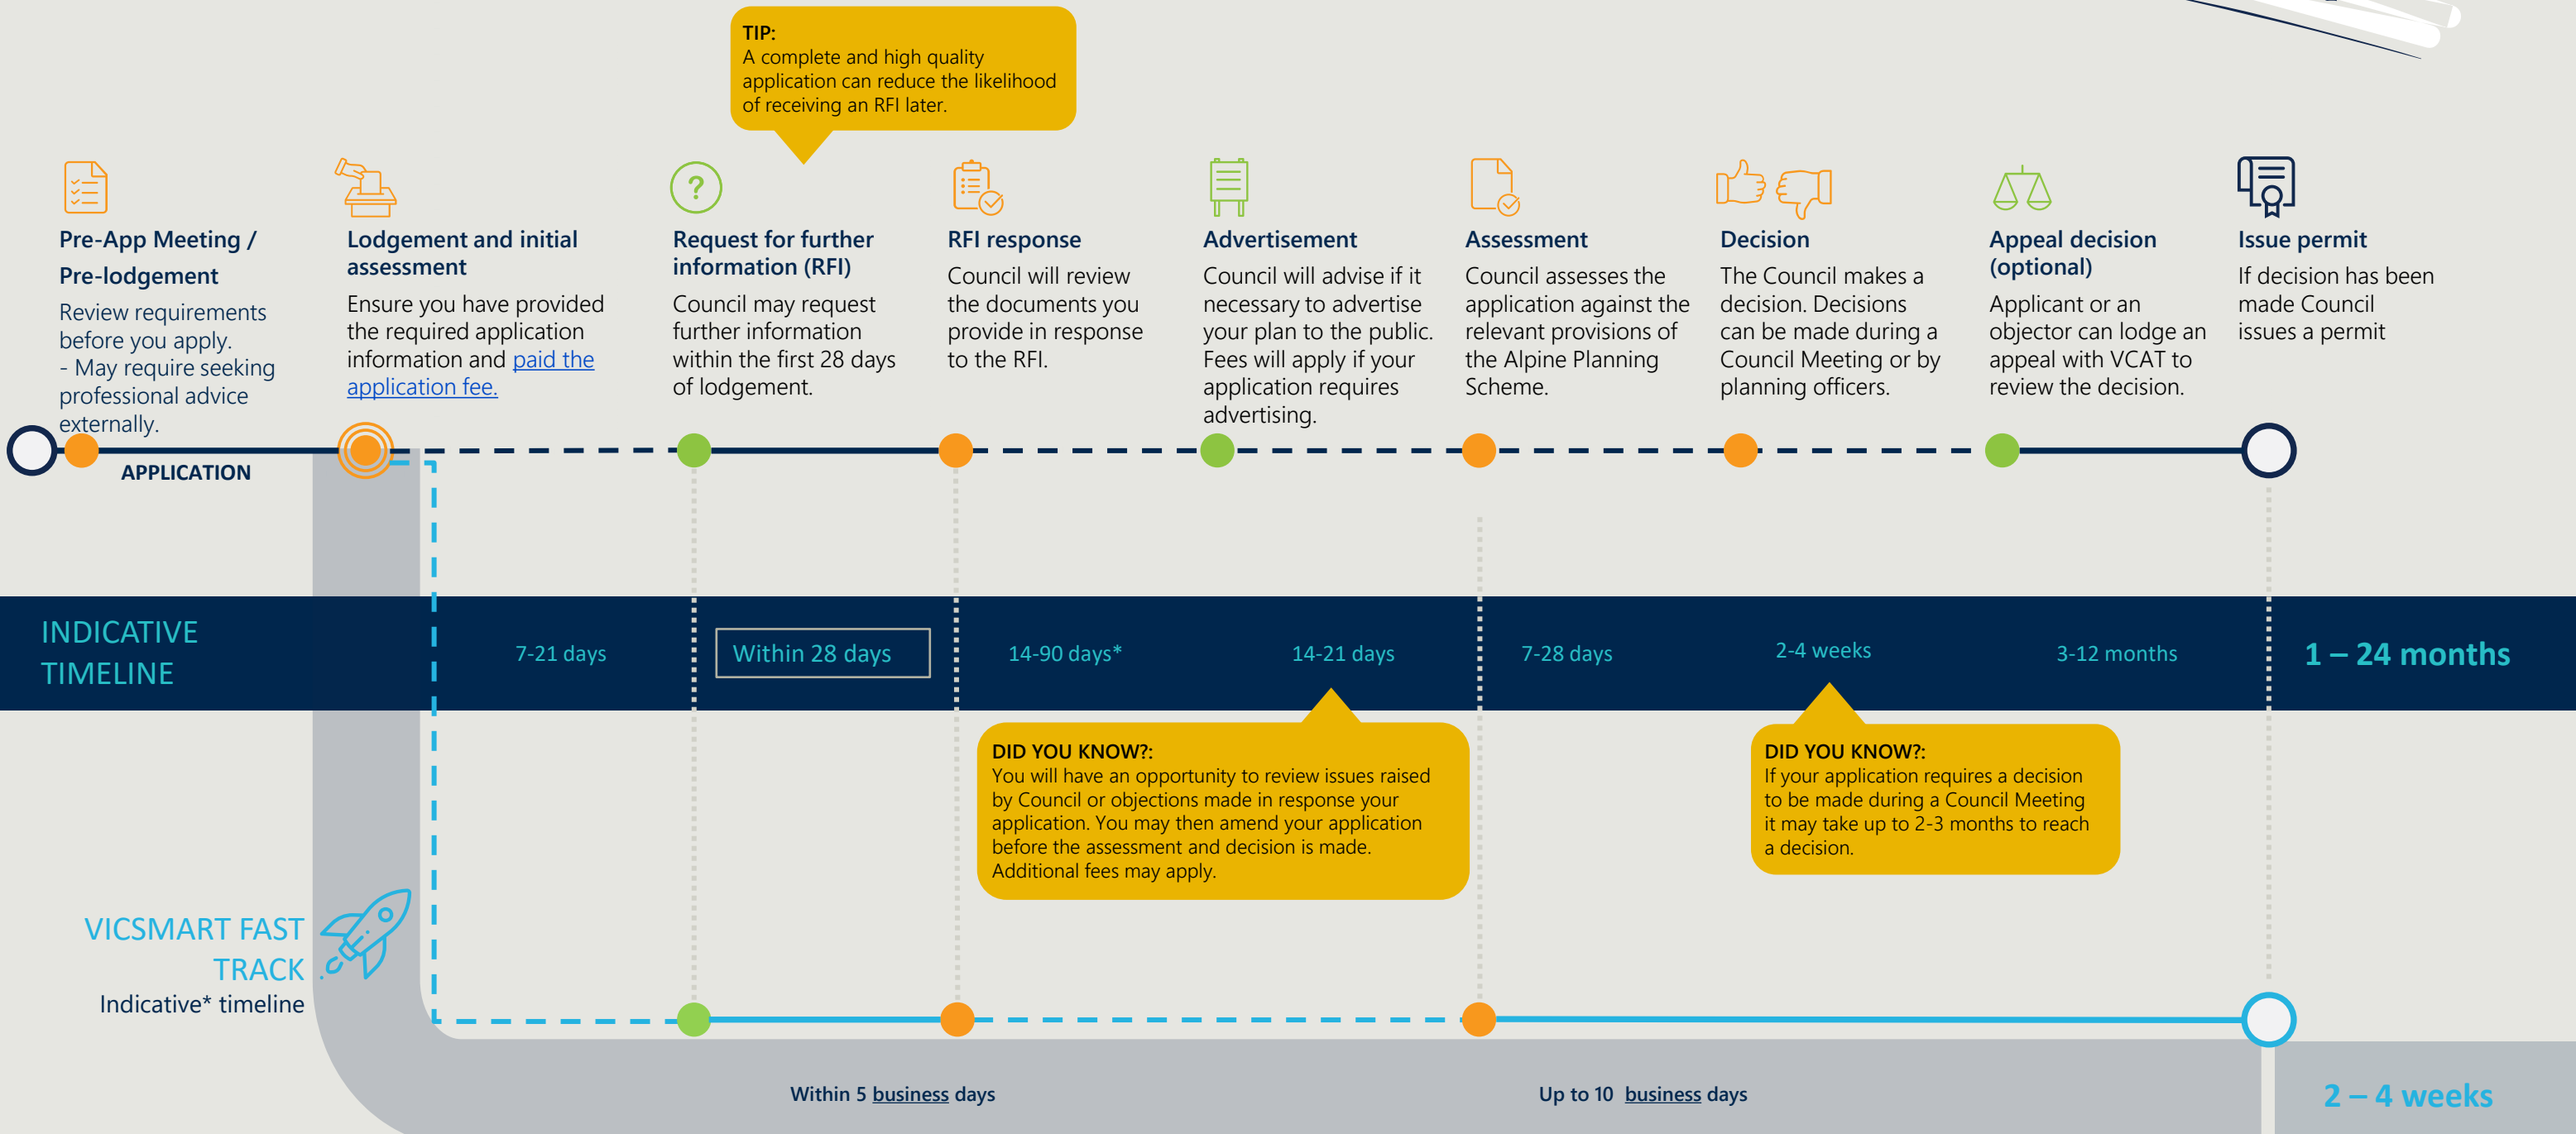 TIP:
A complete and high quality
application can reduce the likelihood
of receiving an RFI later.
?
Pre-App Meeting /
Pre-lodgement
Review requirements
before you apply.
- May require seeking
professional advice
externally.
Lodgement and initial
assessment
Ensure you have provided
the required application
information and paid the
application fee.
Request for further
information (RFI)
Council may request
further information
within the first 28 days
of lodgement.
RFI response
Council will review
the documents you
provide in response
to the RFI.
Advertisement
Council will advise if it
necessary to advertise
your plan to the public.
Fees will apply if your
application requires
advertising.
Assessment
Council assesses the
application against the
relevant provisions of
the Alpine Planning
Scheme.
Decision
The Council makes a
decision. Decisions
can be made during a
Council Meeting or by
planning officers.
Appeal decision
(optional)
Applicant or an
objector can lodge an
appeal with VCAT to
review the decision.
Issue permit
If decision has been
made Council
issues a permit
APPLICATION
INDICATIVE
TIMELINE
7-21 days
Within 28 days
14-90 days*
14-21 days
7-28 days
2-4 weeks
3-12 months
1 – 24 months
DID YOU KNOW?:
You will have an opportunity to review issues raised
by Council or objections made in response your
application. You may then amend your application
before the assessment and decision is made.
Additional fees may apply.
DID YOU KNOW?:
If your application requires a decision
to be made during a Council Meeting
it may take up to 2-3 months to reach
a decision.
VICSMART FAST
TRACK
Indicative* timeline
Within 5 business days
Up to 10 business days
2 – 4 weeks